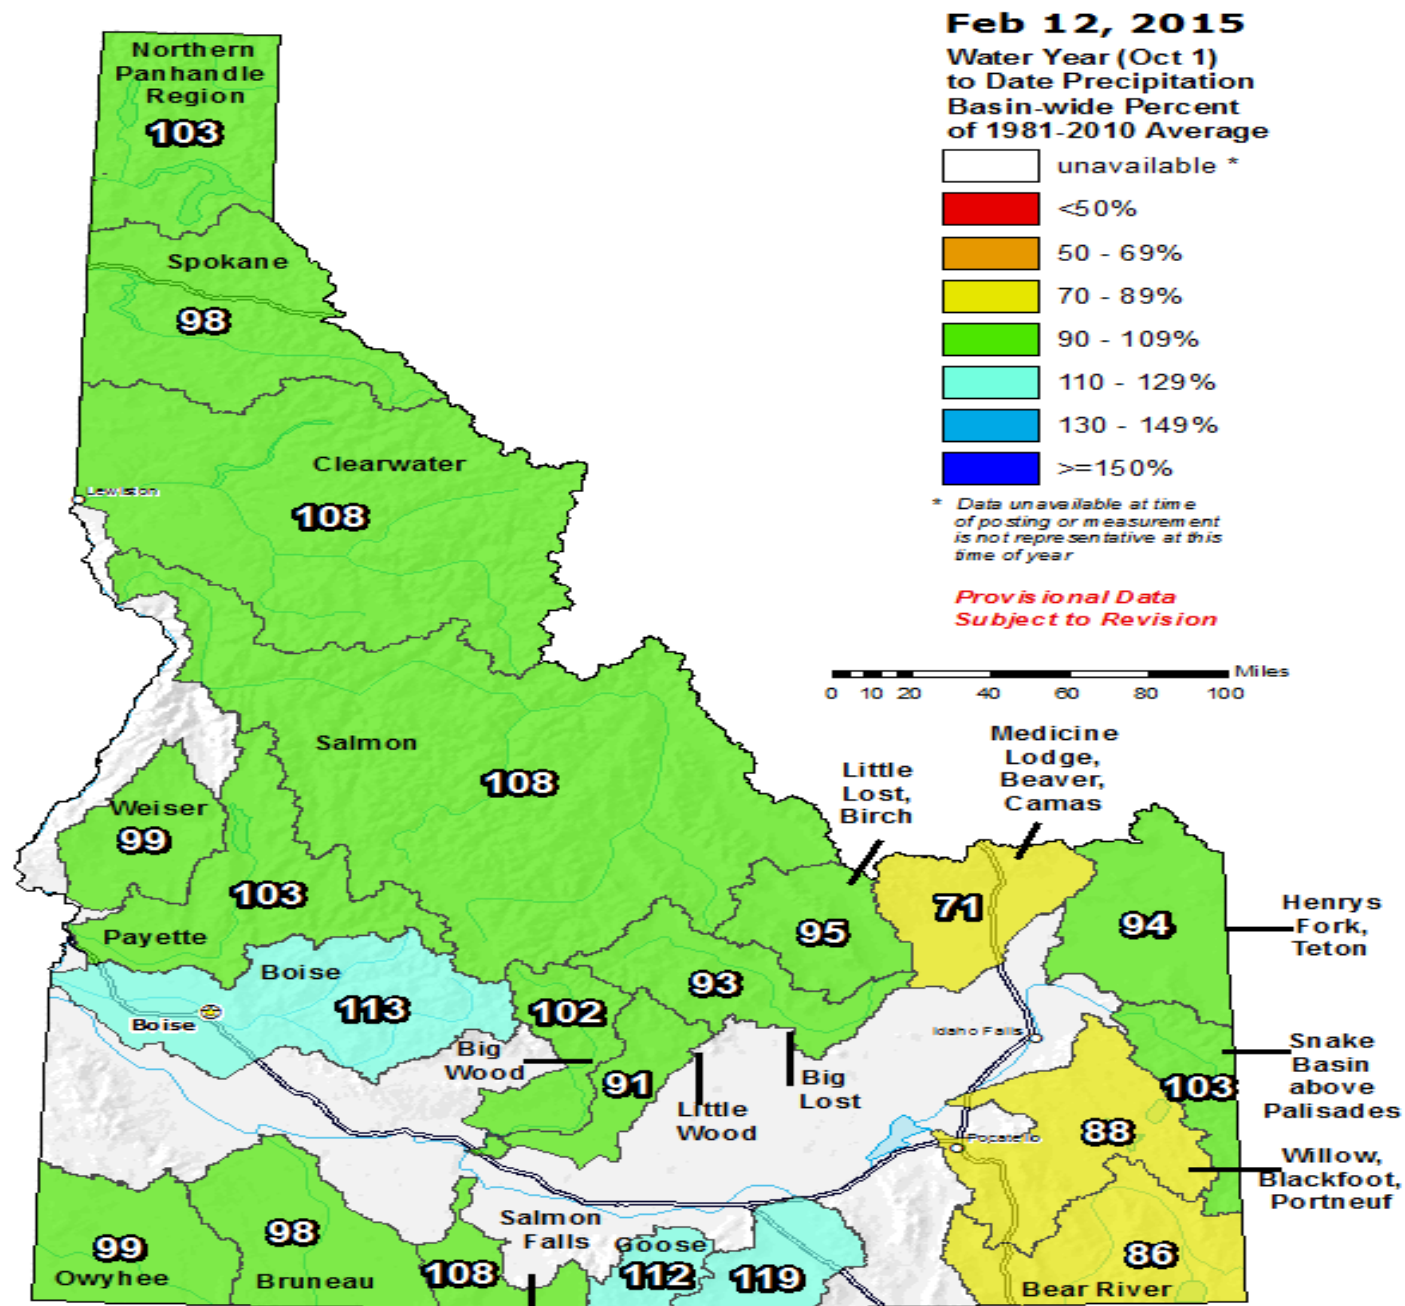 Feb 12, 2015
Water Year (Oct 1)
to Date Precipitation
Basin-wide Percent
of 1981-2010 Average
unavailable *
<50%
50 - 69%
70 - 89%
90 - 109%
110 - 129%
130 - 149%
>=150%
* Data unavailable at time
of posting or measurement
is not representative at this
time of year
Provisional Data
Subject to Revision
Miles
0 10 20 40 60 80 100
Northern
Panhandle
Region
103
Spokane
98
Clearwater
108
Lewiston
Salmon
108
Weiser
99
103
Payette
Boise
113
Boise
Little
Lost,
Birch
95
Medicine
Lodge,
Beaver,
Camas
71
94
Henrys
Fork,
Teton
93
102
Big
Wood
91
Little
Wood
Big
Lost
Idaho Falls
Snake
Basin
above
Palisades
103
88
Pocatello
Willow,
Blackfoot,
Portneuf
99
Owyhee
98
Bruneau
108
Salmon
Falls
Goose
112
119
86
Bear River